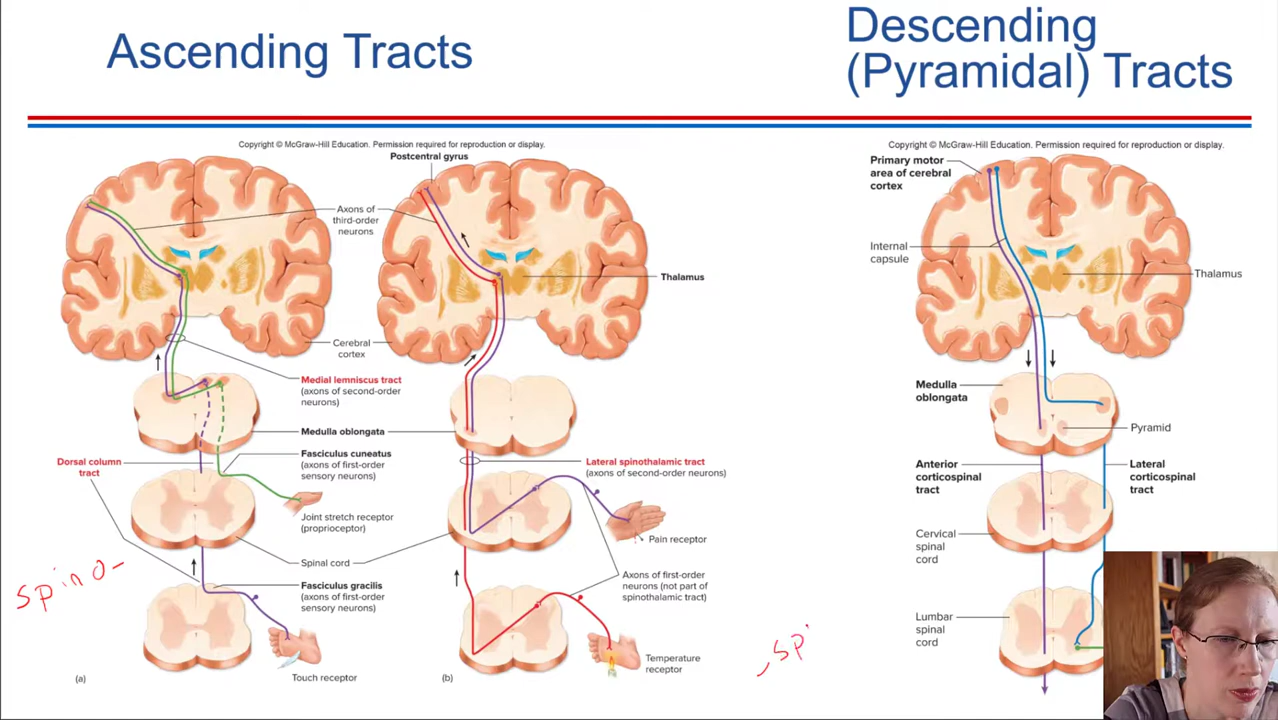 Ascending Tracts
Descending
(Pyramidal) Tracts
Copyright © McGraw-Hill Education. Permission required for reproduction or display.
Postcentral gyrus
Axons of
third-order
neurons
Thalamus
Cerebral
cortex
Medial lemniscus tract
(axons of second-order
neurons)
Medulla oblongata
Fasciculus cuneatus
(axons of first-order
sensory neurons)
Dorsal column
tract
Joint stretch receptor
(proprioceptor)
Spinal cord
Fasciculus gracilis
(axons of first-order
sensory neurons)
Touch receptor
(a)
Lateral spinothalamic tract
(axons of second-order neurons)
Pain receptor
Axons of first-order
neurons (not part of
spinothalamic tract)
Temperature
receptor
(b)
spino-
-spi
Copyright © McGraw-Hill Education. Permission required for reproduction or display.
Primary motor
area of cerebral
cortex
Internal
capsule
Thalamus
Medulla
oblongata
Pyramid
Anterior
corticospinal
tract
Lateral
corticospinal
tract
Cervical
spinal
cord
Lumbar
spinal
cord